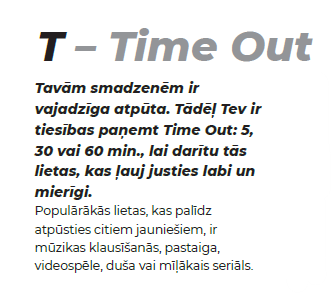 T – Time Out
Tavām smadzenēm ir
vajadzīga atpūta. Tādēļ Tev ir
tiesības paņemt Time Out: 5,
30 vai 60 min., lai darītu tās
lietas, kas ļauj justies labi un
mierīgi.
Populārākās lietas, kas palīdz
atpūsties citiem jauniešiem, ir
mūzikas klausīšanās, pastaiga,
videospēle, duša vai mīļākais seriāls.